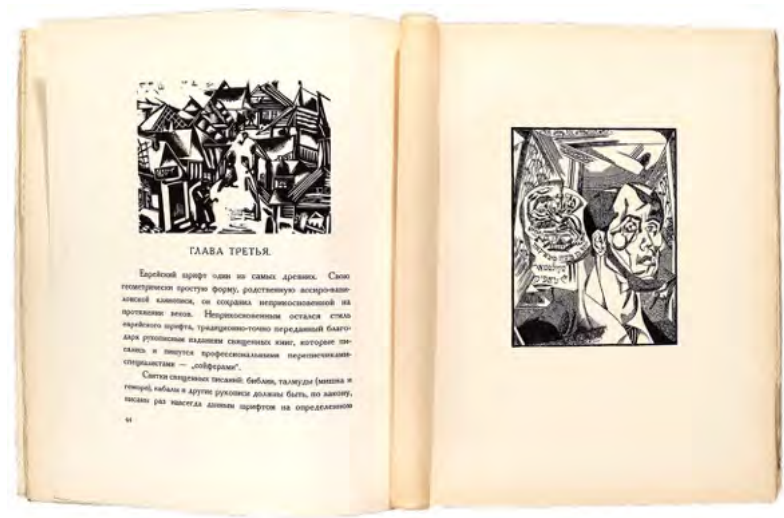 ГЛАВА ТРЕТЬЯ.
Еврейский шрифт один из самых древних. Свою
геометрически простую форму, родственную ассиро-вави-
лонской клинописи, он сохранил неприкосновенной на
протяжении веков. Неприкосновенным остался стиль
еврейского шрифта, традиционно-точно переданный благо-
даря рукописным изданиям священных книг, которые пи-
сались и пишутся профессиональными переписчиками-
специалистами — „сойферами“.
Свитки священных писаний: библии, талмуды (мишна и
гемора), кабалы и другие рукописи должны быть, по закону,
писаны раз навсегда данным шрифтом на определенном
44